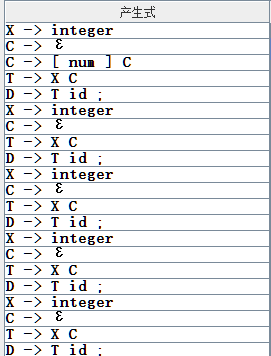 产生式
X -> integer
C -> ε
C -> [ num ] C
T -> X C
D -> T id ;
X -> integer
C -> ε
T -> X C
D -> T id ;
X -> integer
C -> ε
T -> X C
D -> T id ;
X -> integer
C -> ε
T -> X C
D -> T id ;
X -> integer
C -> ε
T -> X C
D -> T id ;